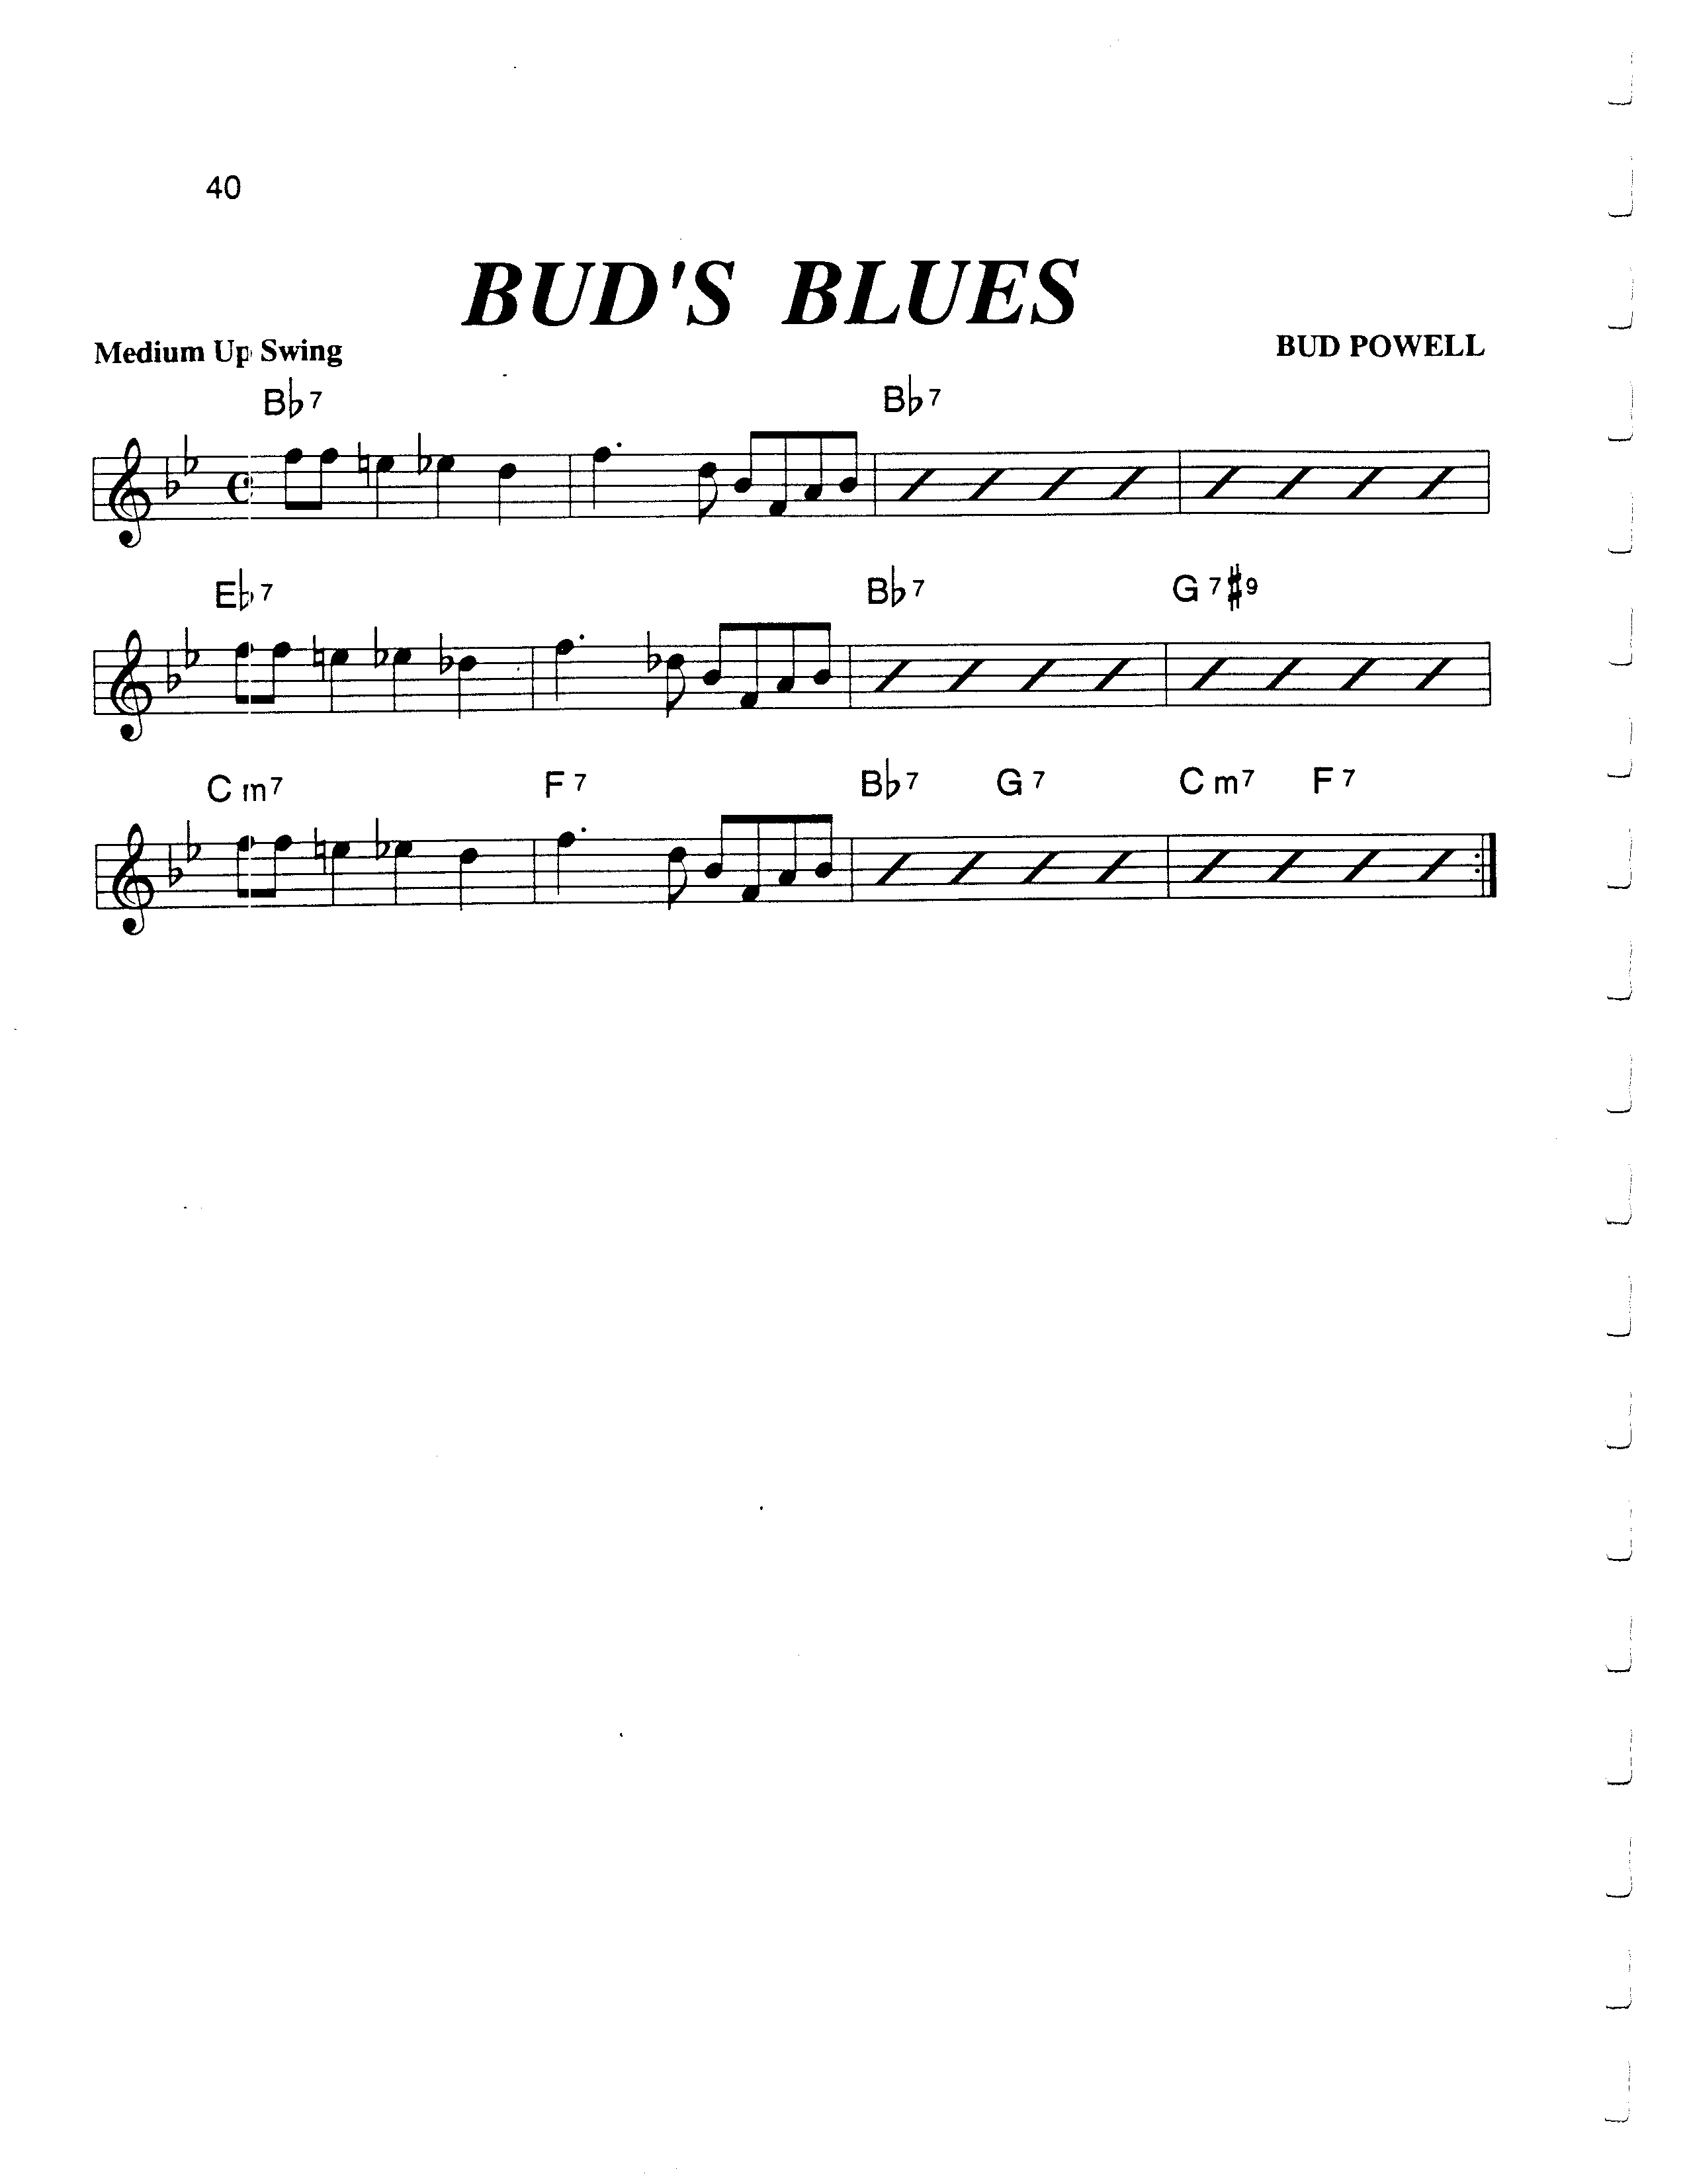 40
BUD'S BLUES
Medium Up Swing
BUD POWELL
B♭7 B♭7
E♭7 B♭7 G7♯9
Cm7 F7 B♭7 G7 Cm7 F7